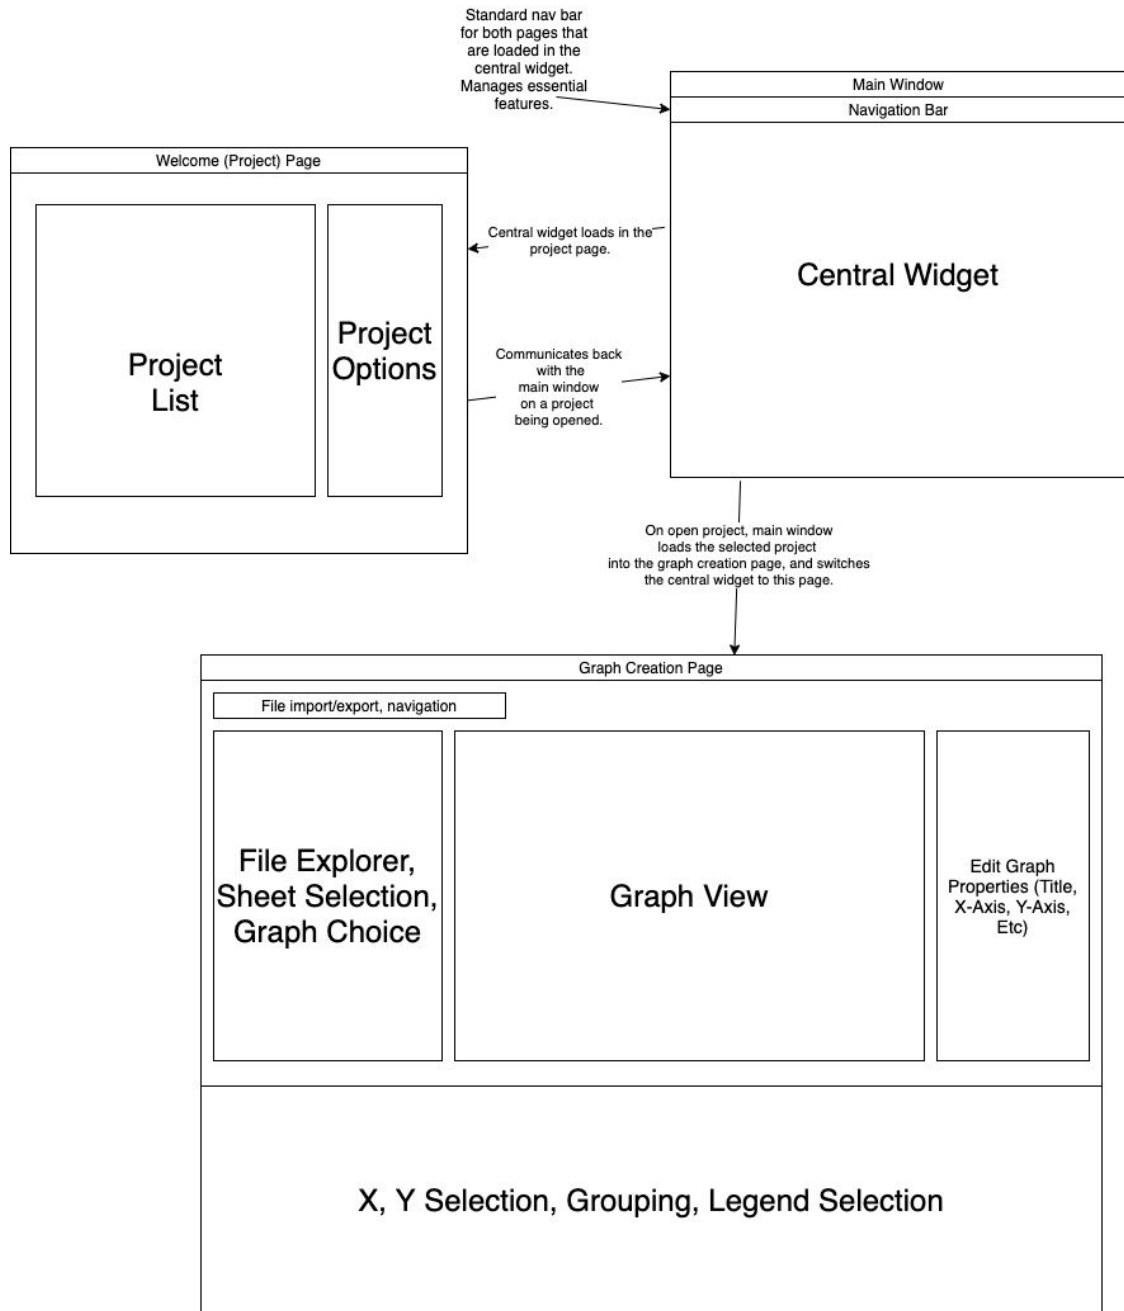 Standard nav bar
for both pages that
are loaded in the
central widget.
Manages essential
features.
Main Window
Navigation Bar
Central Widget
Welcome (Project) Page
Project
List
Project
Options
Central widget loads in the
project page.
Communicates back
with the
main window
on a project
being opened.
On open project, main window
loads the selected project
into the graph creation page, and switches
the central widget to this page.
Graph Creation Page
File import/export, navigation
File Explorer,
Sheet Selection,
Graph Choice
Graph View
Edit Graph
Properties (Title,
X-Axis, Y-Axis,
Etc)
X, Y Selection, Grouping, Legend Selection